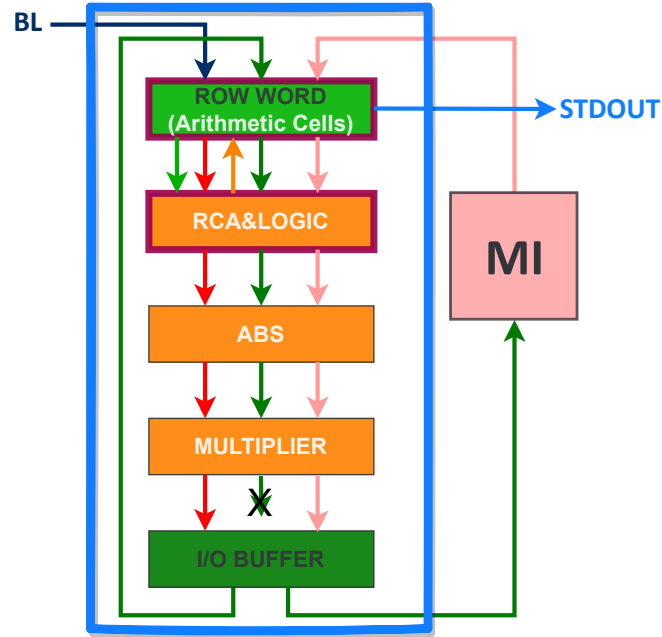 BL
ROW WORD
(Arithmetic Cells)
STDOUT
RCA&LOGIC
MI
ABS
MULTIPLIER
X
I/O BUFFER